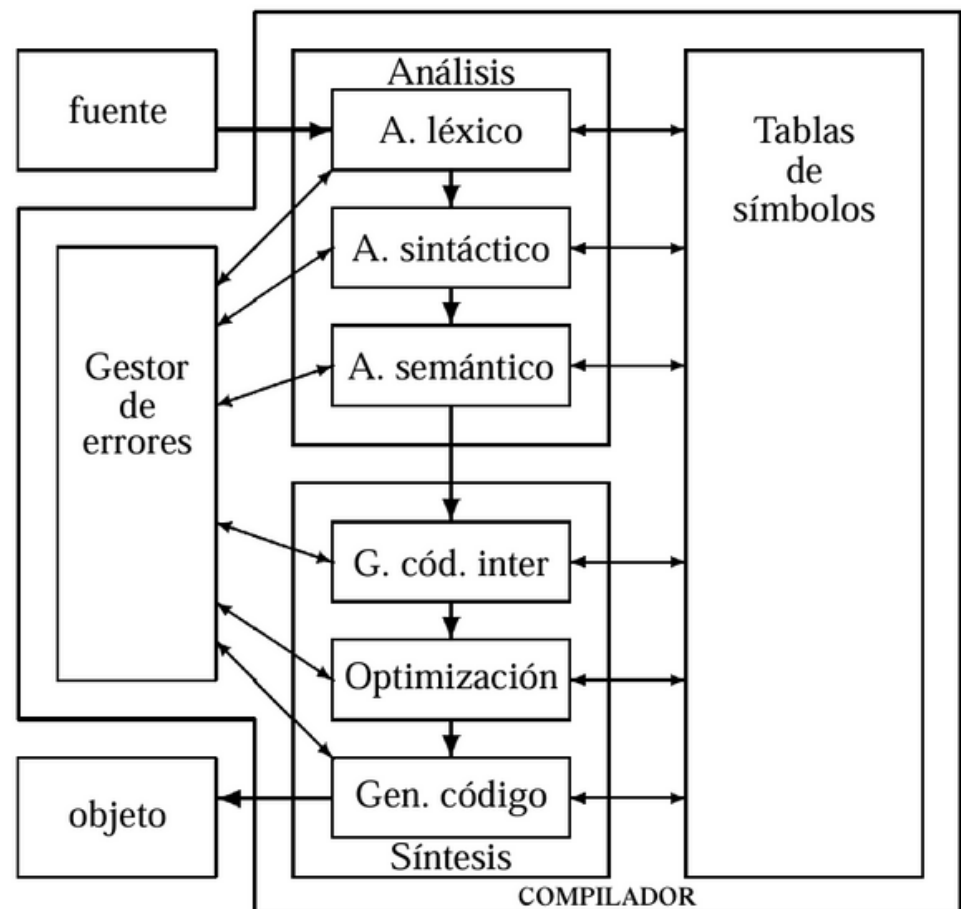 fuente
Análisis
A. léxico
A. sintáctico
A. semántico
Tablas
de
símbolos
Gestor
de
errores
G. cód. inter
Optimización
Gen. código
Síntesis
objeto
COMPILADOR